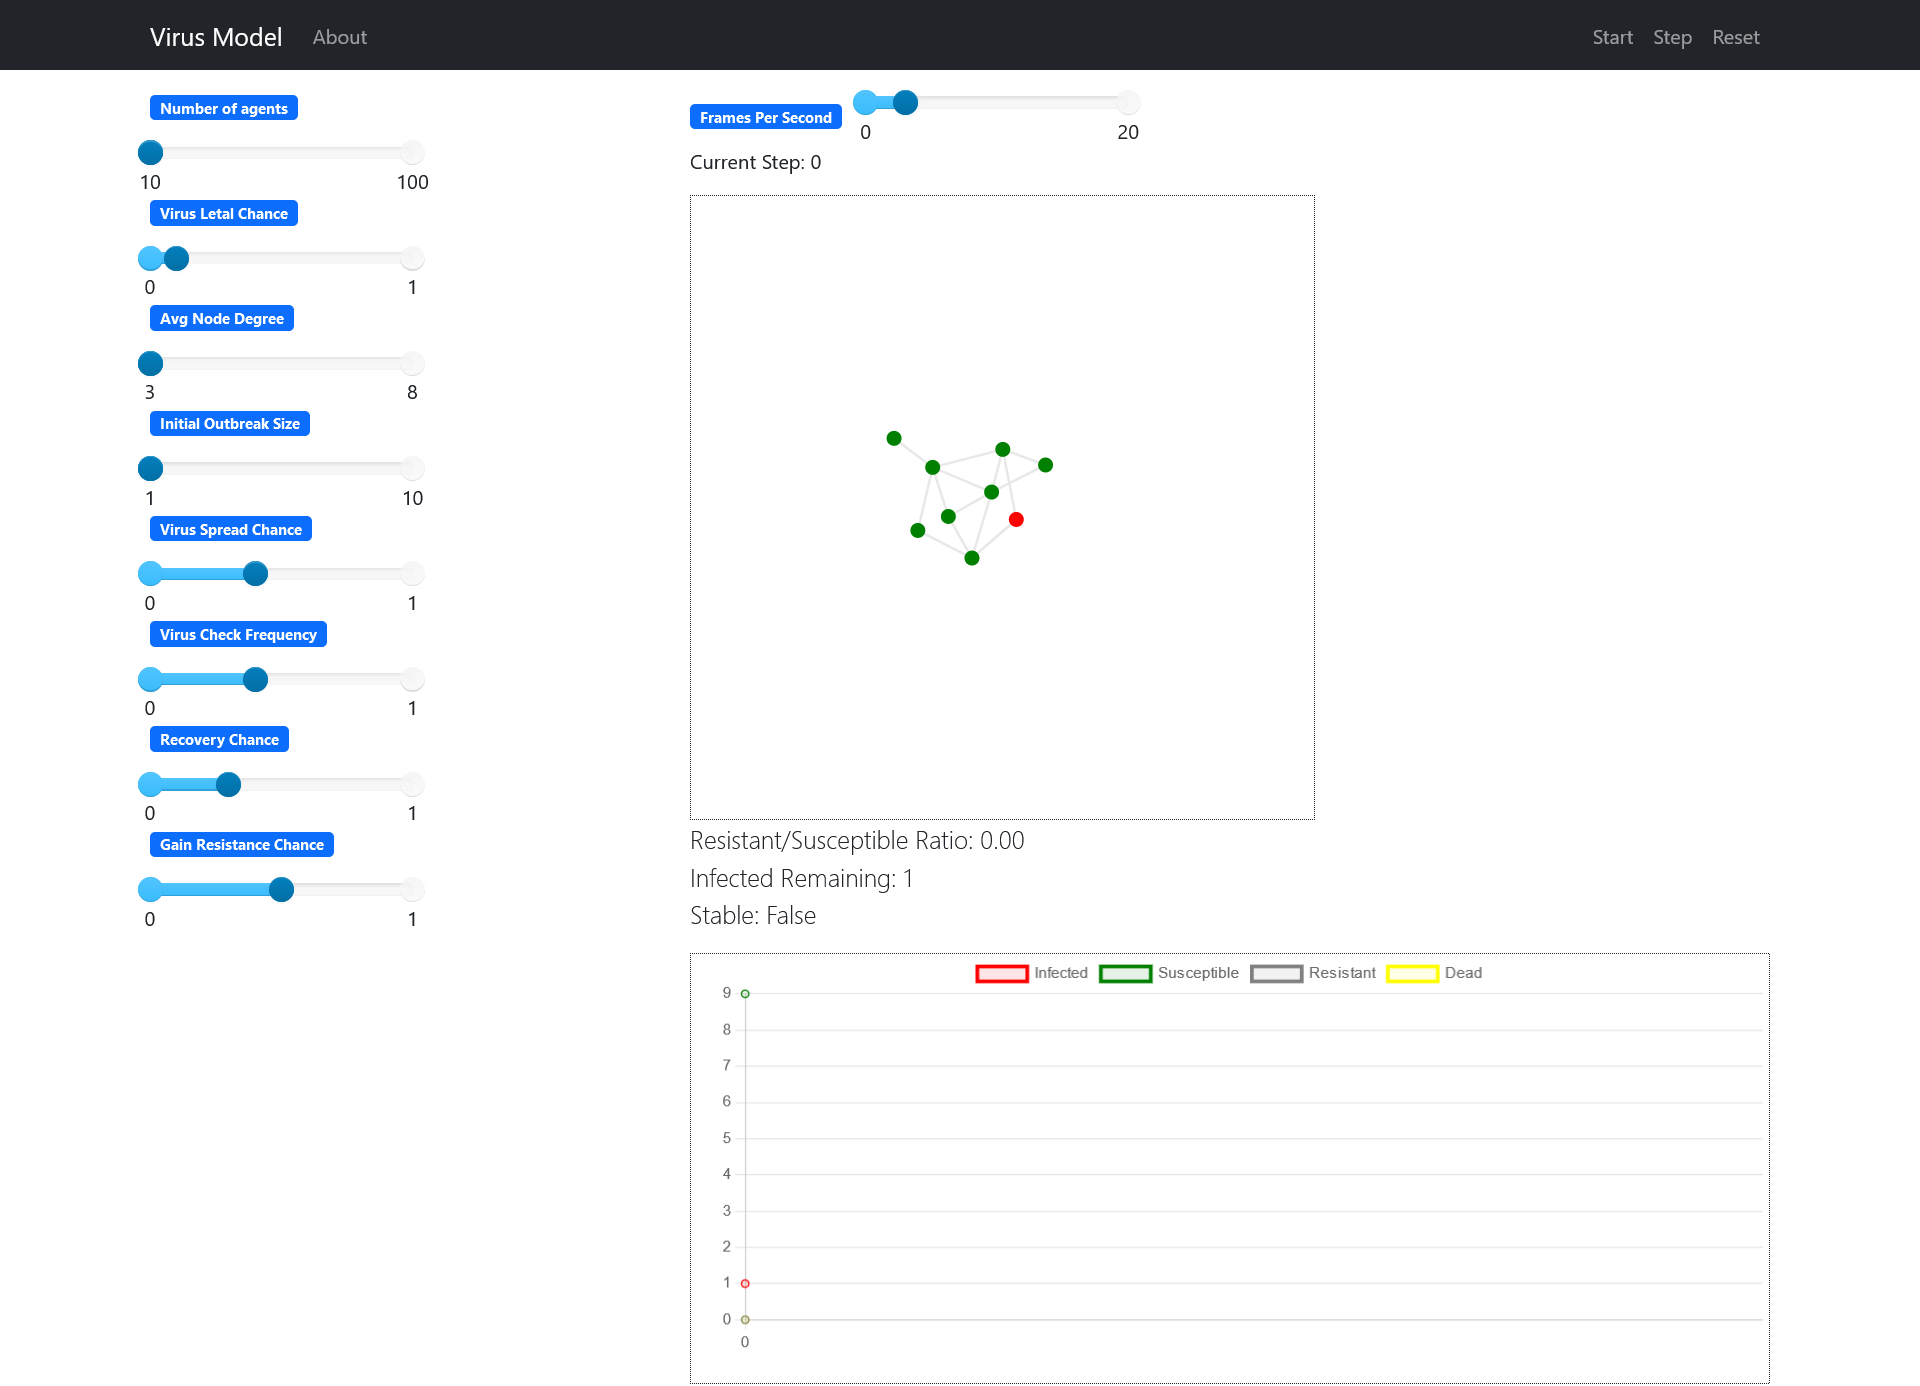 Virus Model About Start Step Reset
Number of agents
10 100
Virus Letal Chance
0 1
Avg Node Degree
3 8
Initial Outbreak Size
1 10
Virus Spread Chance
0 1
Virus Check Frequency
0 1
Recovery Chance
0 1
Gain Resistance Chance
0 1
Frames Per Second
0 20
Current Step: 0
Resistant/Susceptible Ratio: 0.00
Infected Remaining: 1
Stable: False
Infected Susceptible Resistant Dead
9
8
7
6
5
4
3
2
1
0
0